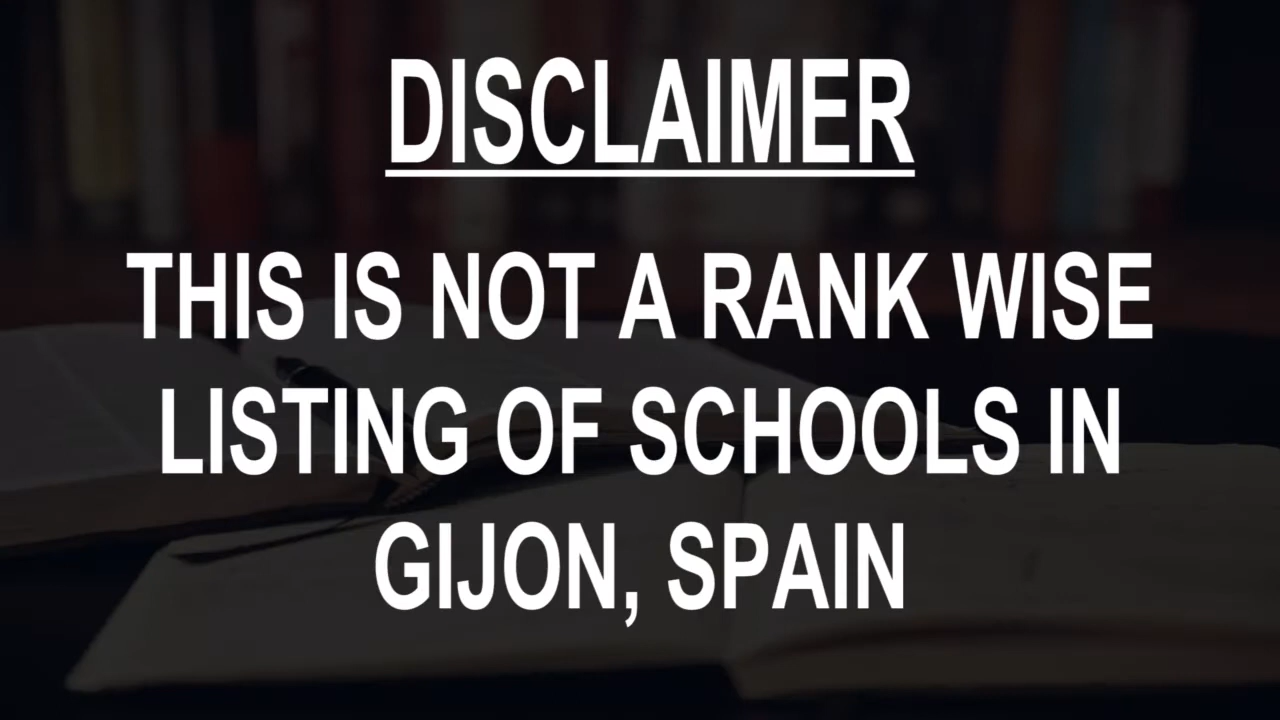 DISCLAIMER
THIS IS NOT A RANK WISE
LISTING OF SCHOOLS IN
GIJON, SPAIN